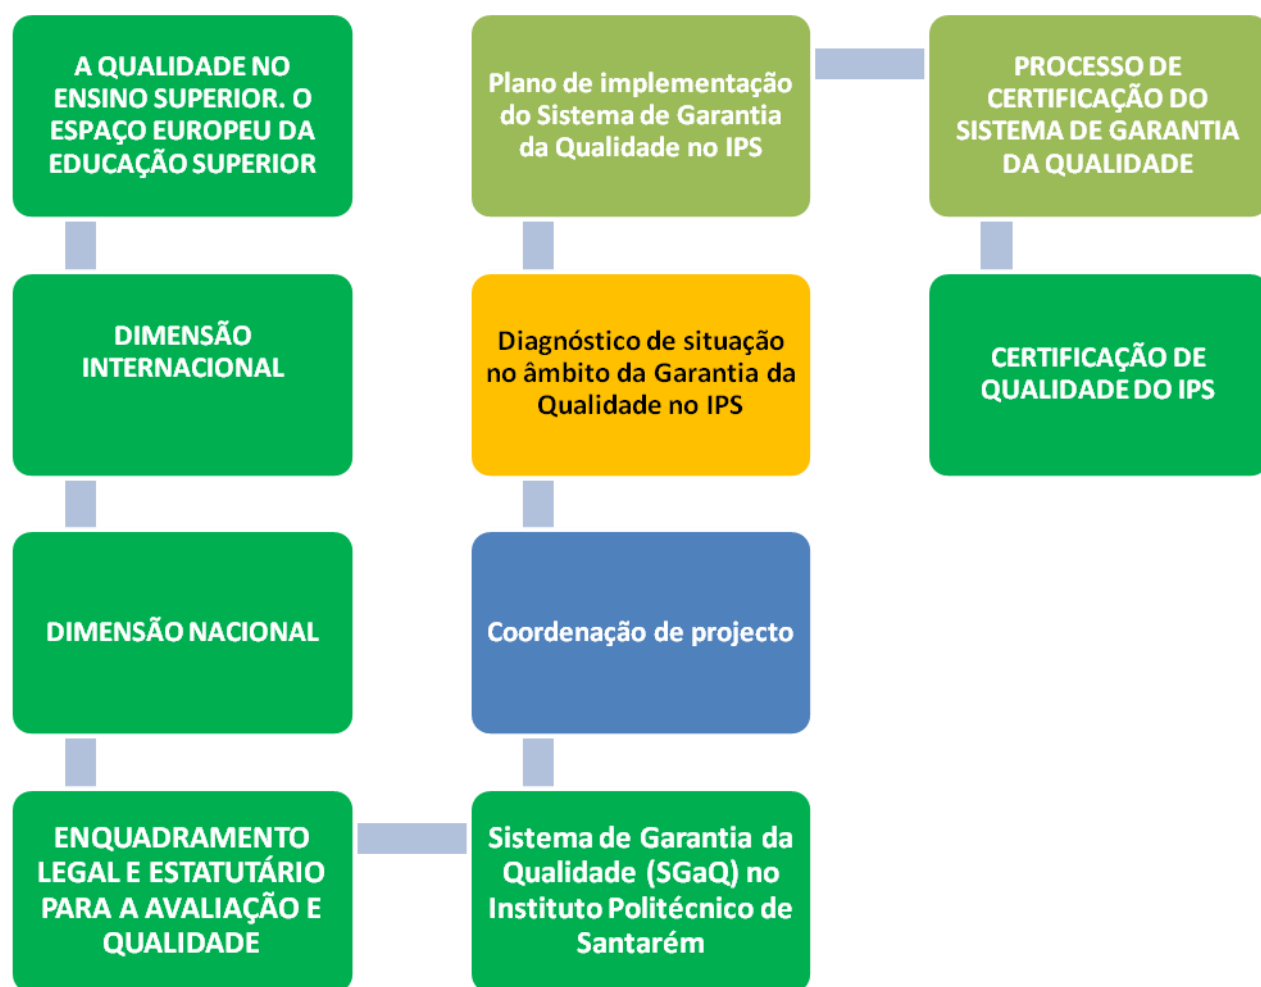 A QUALIDADE NO
ENSINO SUPERIOR. O
ESPAÇO EUROPEU DA
EDUCAÇÃO SUPERIOR
DIMENSÃO
INTERNACIONAL
DIMENSÃO NACIONAL
ENQUADRAMENTO
LEGAL E ESTATUTÁRIO
PARA A AVALIAÇÃO E
QUALIDADE
Sistema de Garantia da
Qualidade (SGaQ) no
Instituto Politécnico de
Santarém
Coordenação de projecto
Diagnóstico de situação
no âmbito da Garantia da
Qualidade no IPS
Plano de implementação
do Sistema de Garantia
da Qualidade no IPS
PROCESSO DE
CERTIFICAÇÃO DO
SISTEMA DE GARANTIA
DA QUALIDADE
CERTIFICAÇÃO DE
QUALIDADE DO IPS